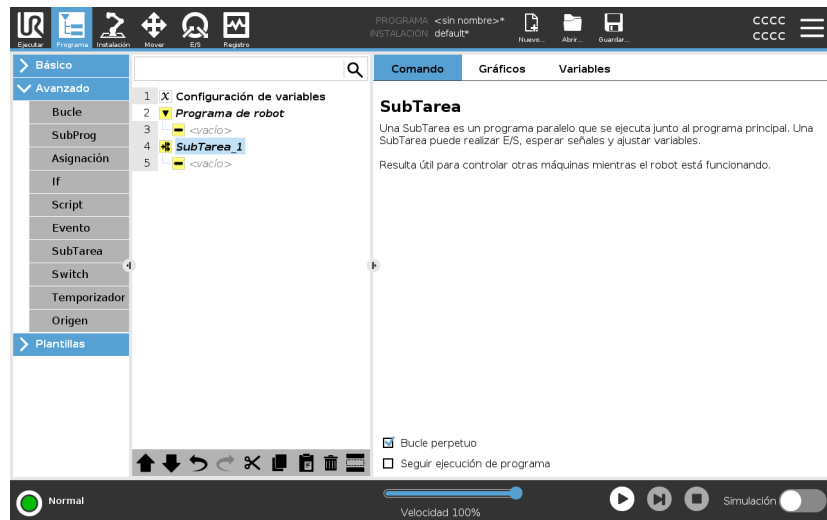 PROGRAMA <sin nombre>*
INSTALACIÓN default*
Ejecutar
Programa
Instalación
Mover
E/S
Registro
Nuevo...
Abrir...
Guardar...
CCCC
CCCC
Básico
Avanzado
Bucle
SubProg
Asignación
If
Script
Evento
SubTarea
Switch
Temporizador
Origen
Plantillas
1 X Configuración de variables
2 Programa de robot
3 <vacío>
4 SubTarea_1
5 <vacío>
Comando Gráficos Variables
SubTarea
Una SubTarea es un programa paralelo que se ejecuta junto al programa principal. Una
SubTarea puede realizar E/S, esperar señales y ajustar variables.
Resulta útil para controlar otras máquinas mientras el robot está funcionando.
Bucle perpetuo
Seguir ejecución de programa
Normal
Velocidad 100%
Simulación